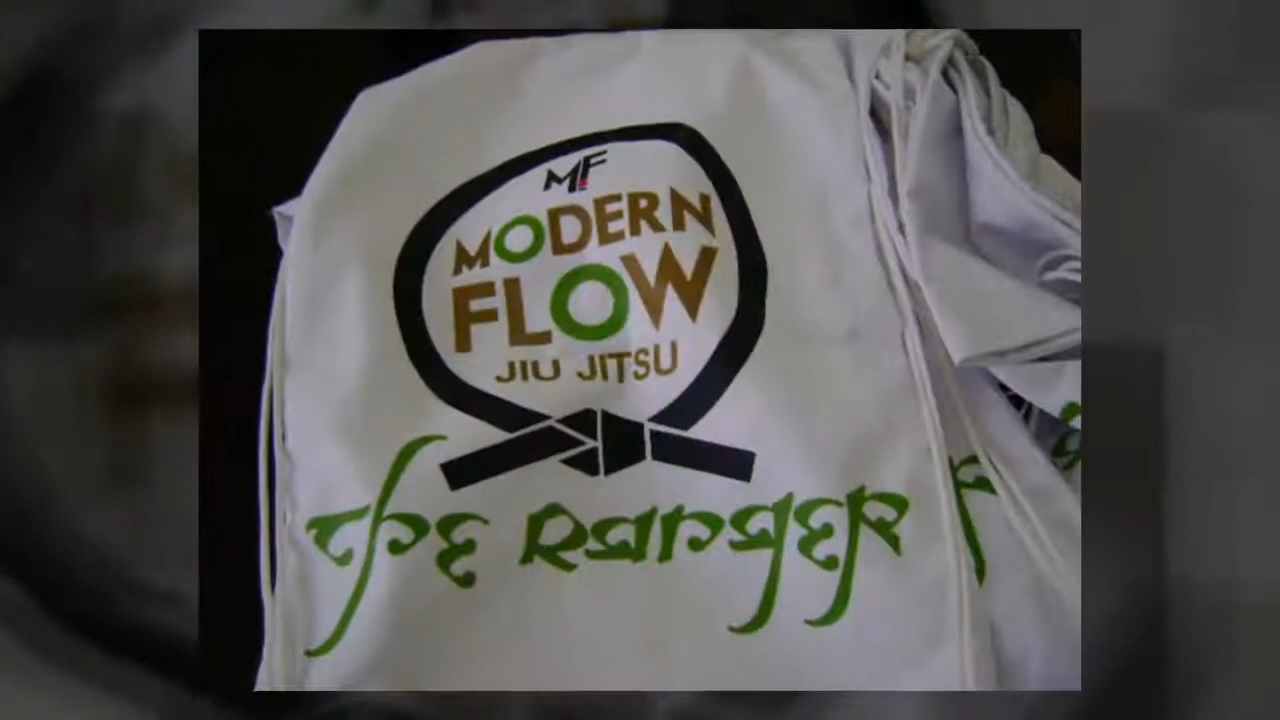 MF
MODERN
FLOW
JIU JITSU
The Ranger